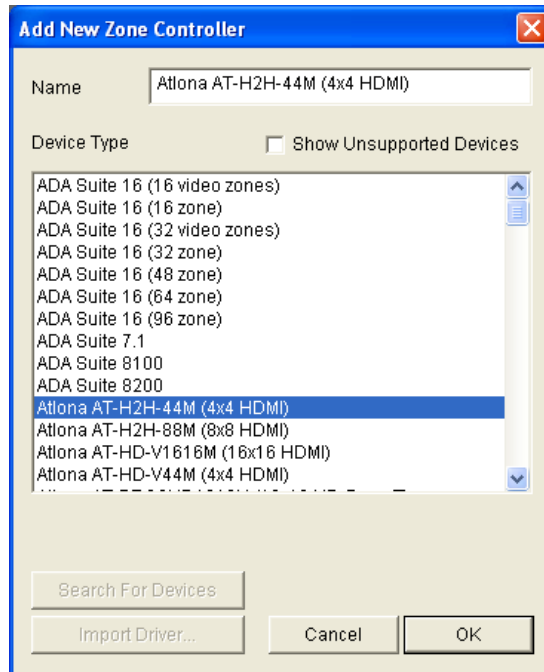 Add New Zone Controller
Name
Atlona AT-H2H-44M (4x4 HDMI)
Device Type
Show Unsupported Devices
ADA Suite 16 (16 video zones)
ADA Suite 16 (16 zone)
ADA Suite 16 (32 video zones)
ADA Suite 16 (32 zone)
ADA Suite 16 (48 zone)
ADA Suite 16 (64 zone)
ADA Suite 16 (96 zone)
ADA Suite 7.1
ADA Suite 8100
ADA Suite 8200
Atlona AT-H2H-44M (4x4 HDMI)
Atlona AT-H2H-88M (8x8 HDMI)
Atlona AT-HD-V1616M (16x16 HDMI)
Atlona AT-HD-V44M (4x4 HDMI)
Search For Devices
Import Driver...
Cancel
OK